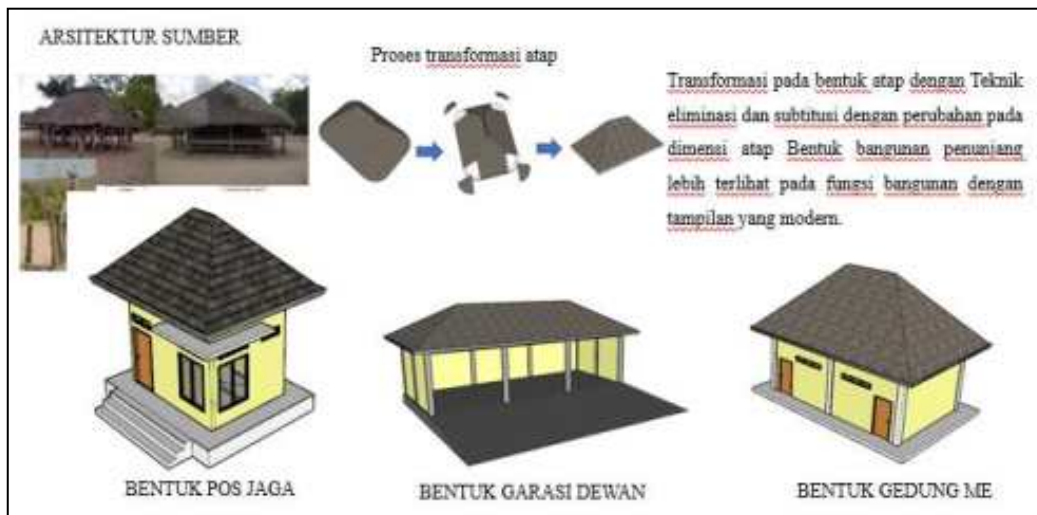 ARSITEKTUR SUMBER
Proses transformasi atap
Transformasi pada bentuk atap dengan Teknik
eliminasi dan subtitusi dengan perubahan pada
dimensi atap Bentuk bangunan penunjang
lebih terlihat pada fungsi bangunan dengan
tampilan yang modern.
BENTUK POS JAGA
BENTUK GARASI DEWAN
BENTUK GEDUNG ME